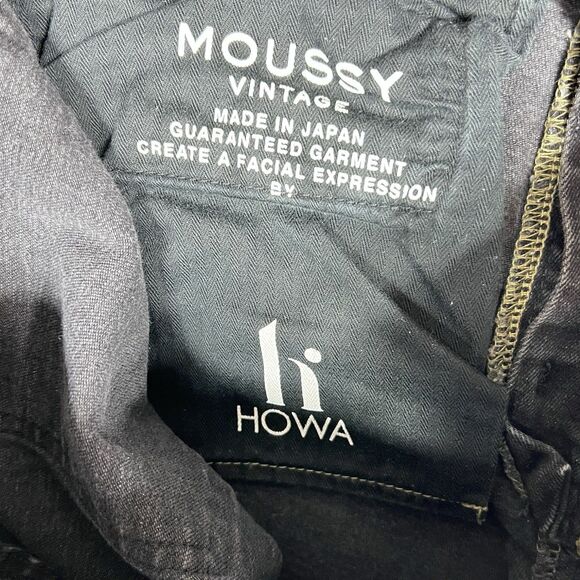 MOUSSY
VINTAGE
MADE IN JAPAN
GUARANTEED GARMENT
CREATE A FACIAL EXPRESSION
BY
h
HOWA